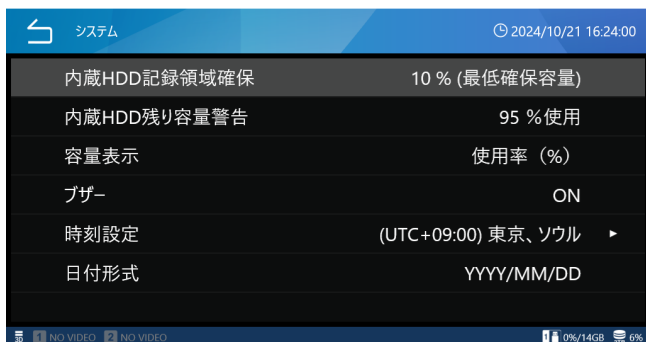 システム 2024/10/21 16:24:00
内蔵HDD記録領域確保 10 % (最低確保容量)
内蔵HDD残り容量警告 95 %使用
容量表示 使用率（%）
ブザー ON
時刻設定 (UTC+09:00) 東京、ソウル ►
日付形式 YYYY/MM/DD
3D 1 NO VIDEO 2 NO VIDEO 1 0%/14GB 6%